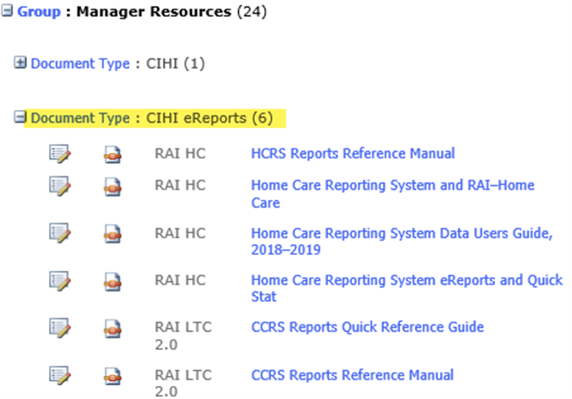 Group : Manager Resources (24)
Document Type : CIHI (1)
Document Type : CIHI eReports (6)
RAI HC HCRS Reports Reference Manual
RAI HC Home Care Reporting System and RAI–Home
Care
RAI HC Home Care Reporting System Data Users Guide,
2018–2019
RAI HC Home Care Reporting System eReports and Quick
Stat
RAI LTC CCRS Reports Quick Reference Guide
2.0
RAI LTC CCRS Reports Reference Manual
2.0